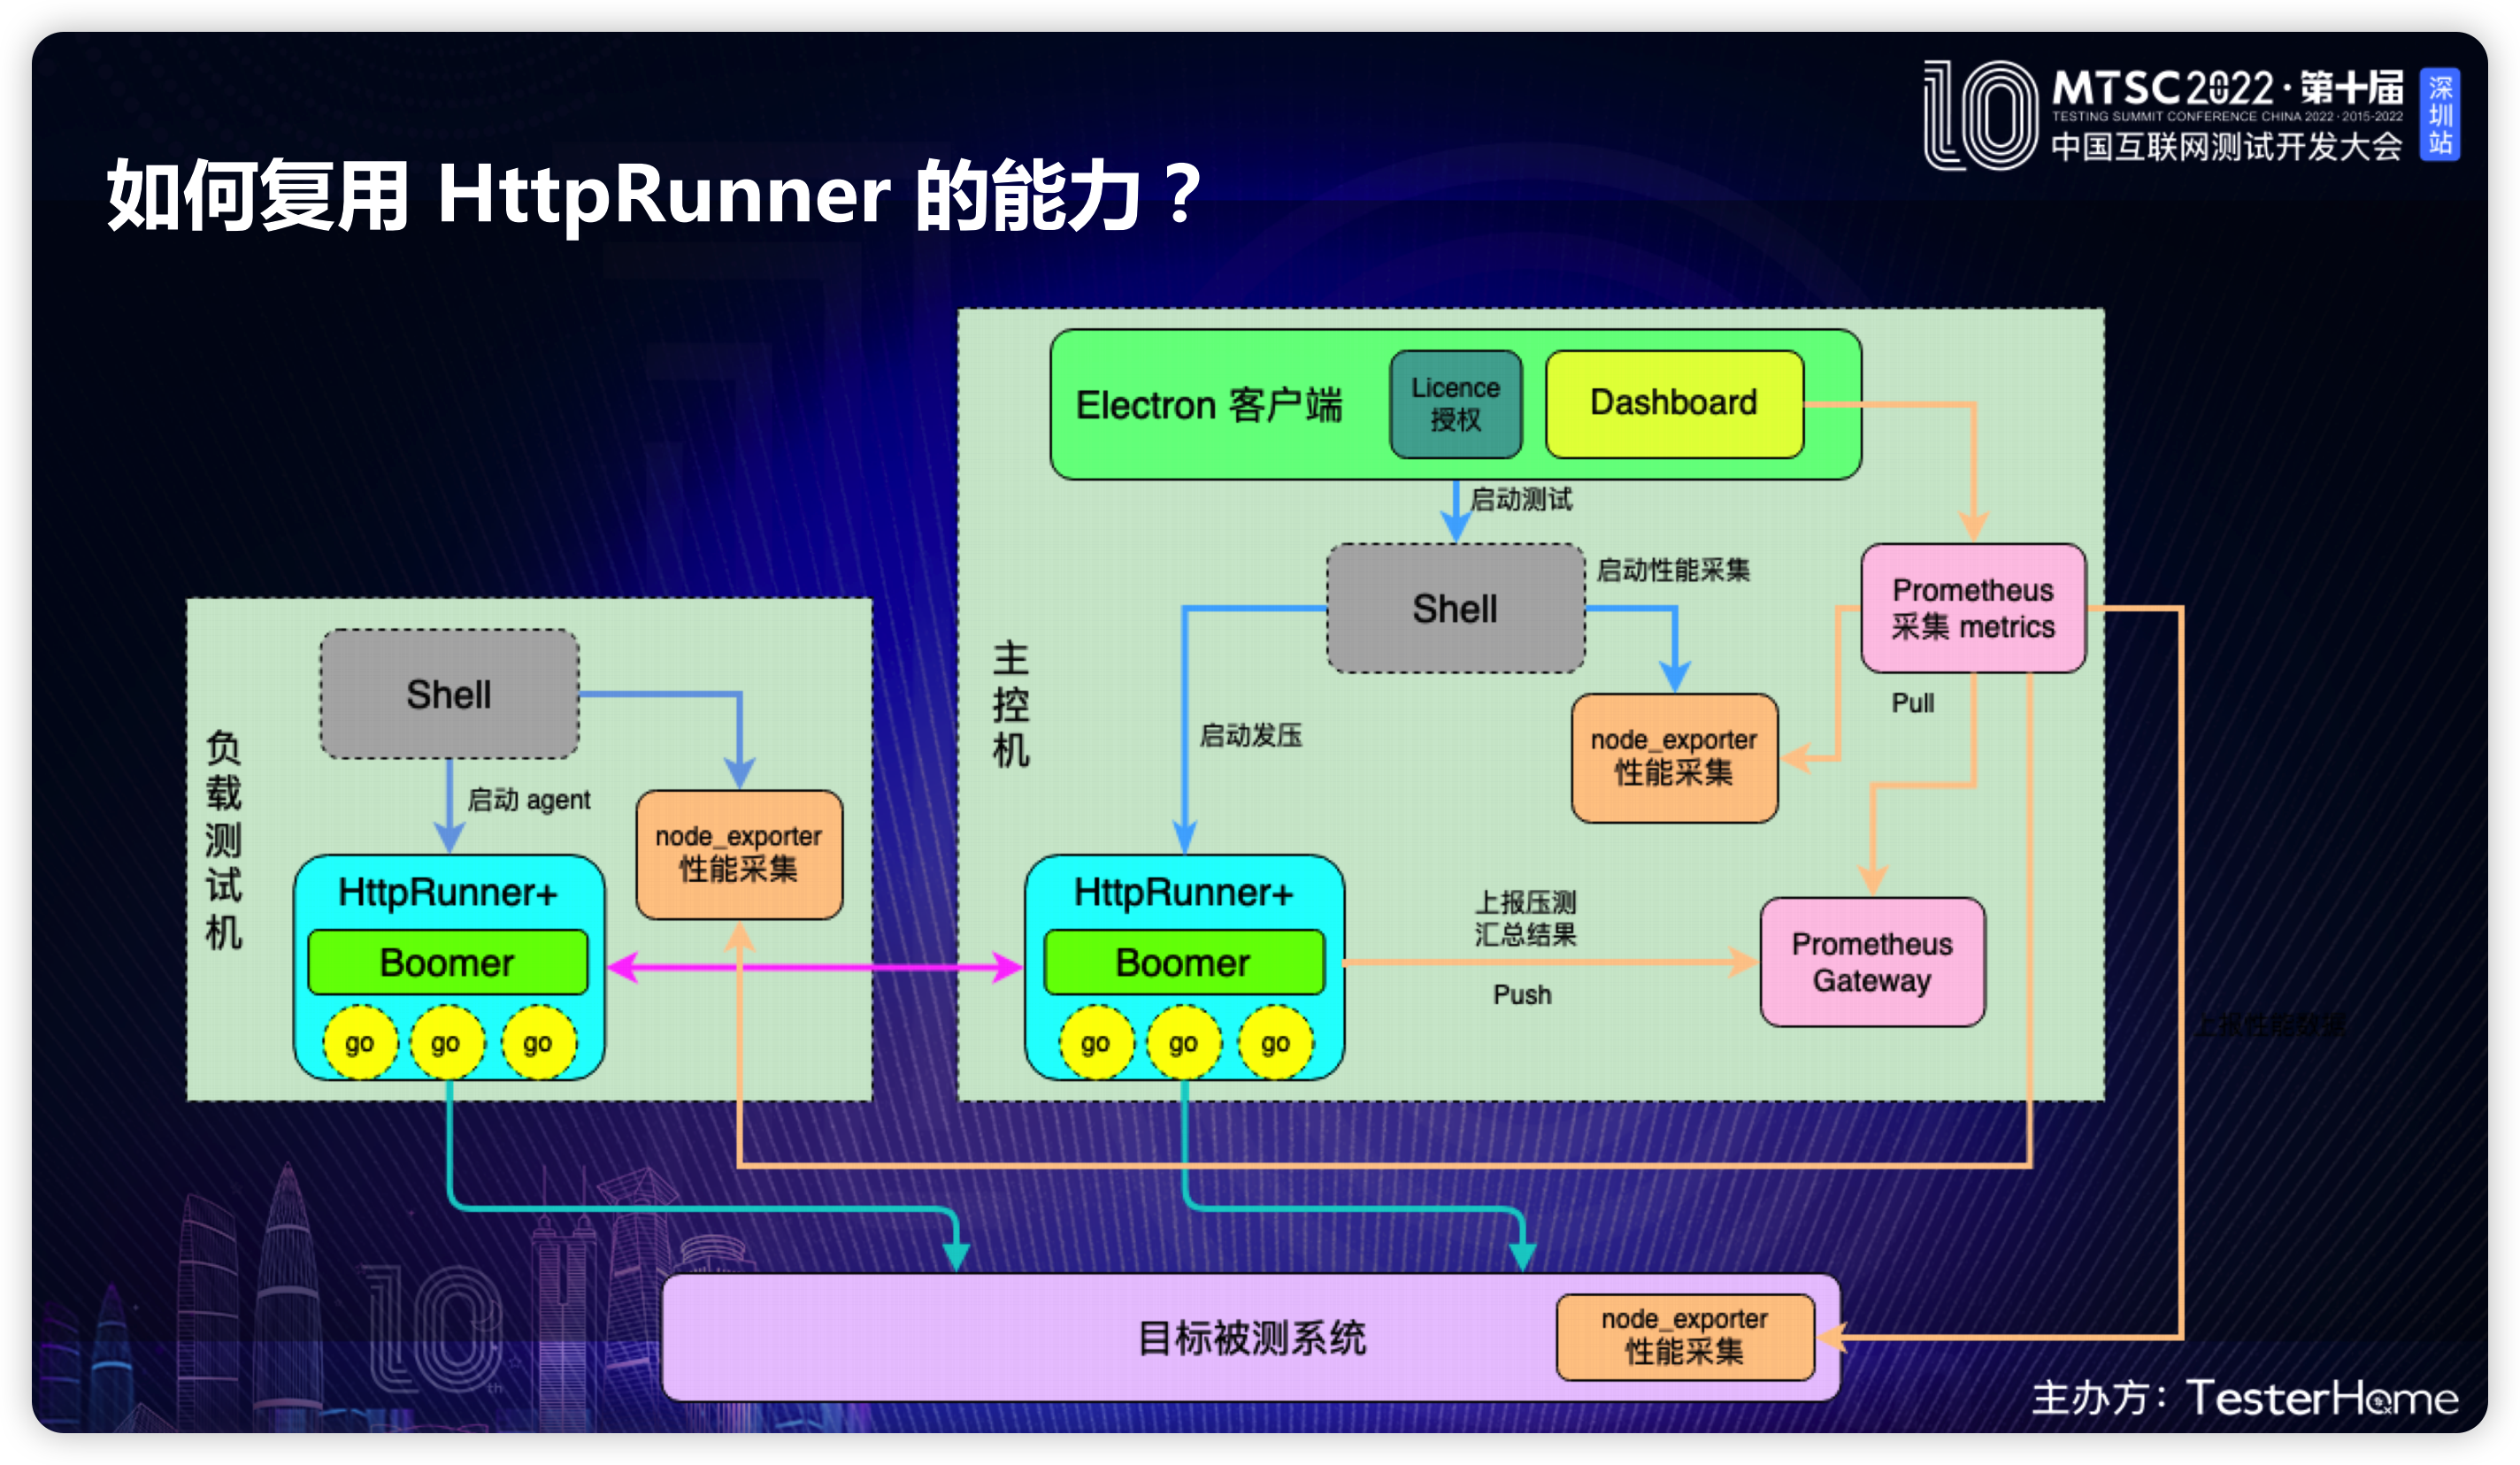 MTSC2022·第十届
TESTING SUMMIT CONFERENCE CHINA 2022·2015-2022
中国互联网测试开发大会
深圳站
如何复用 HttpRunner 的能力？
Electron 客户端
Licence
授权
Dashboard
启动测试
Shell
启动性能采集
Prometheus
采集 metrics
主控机
启动发压
node_exporter
性能采集
Pull
HttpRunner+
Boomer
go go go
上报压测
汇总结果
Push
Prometheus
Gateway
上报性能数据
负载测试机
Shell
启动 agent
node_exporter
性能采集
HttpRunner+
Boomer
go go go
目标被测系统
node_exporter
性能采集
10th
主办方：TesterHome